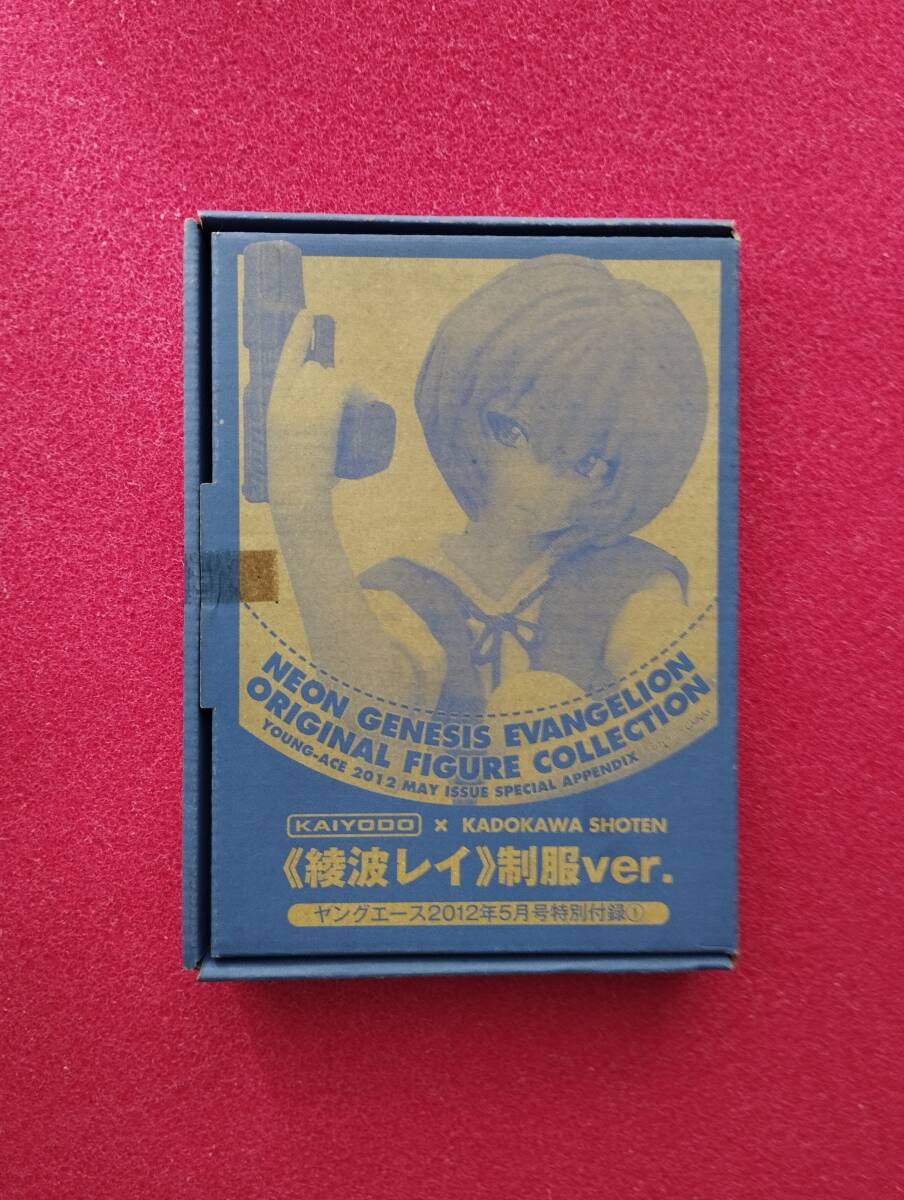 NEON GENESIS EVANGELION
ORIGINAL FIGURE COLLECTION
YOUNG-ACE 2012 MAY ISSUE SPECIAL APPENDIX
KAIYODO × KADOKAWA SHOTEN
《綾波レイ》制服ver.
ヤングエース2012年5月号特別付録①